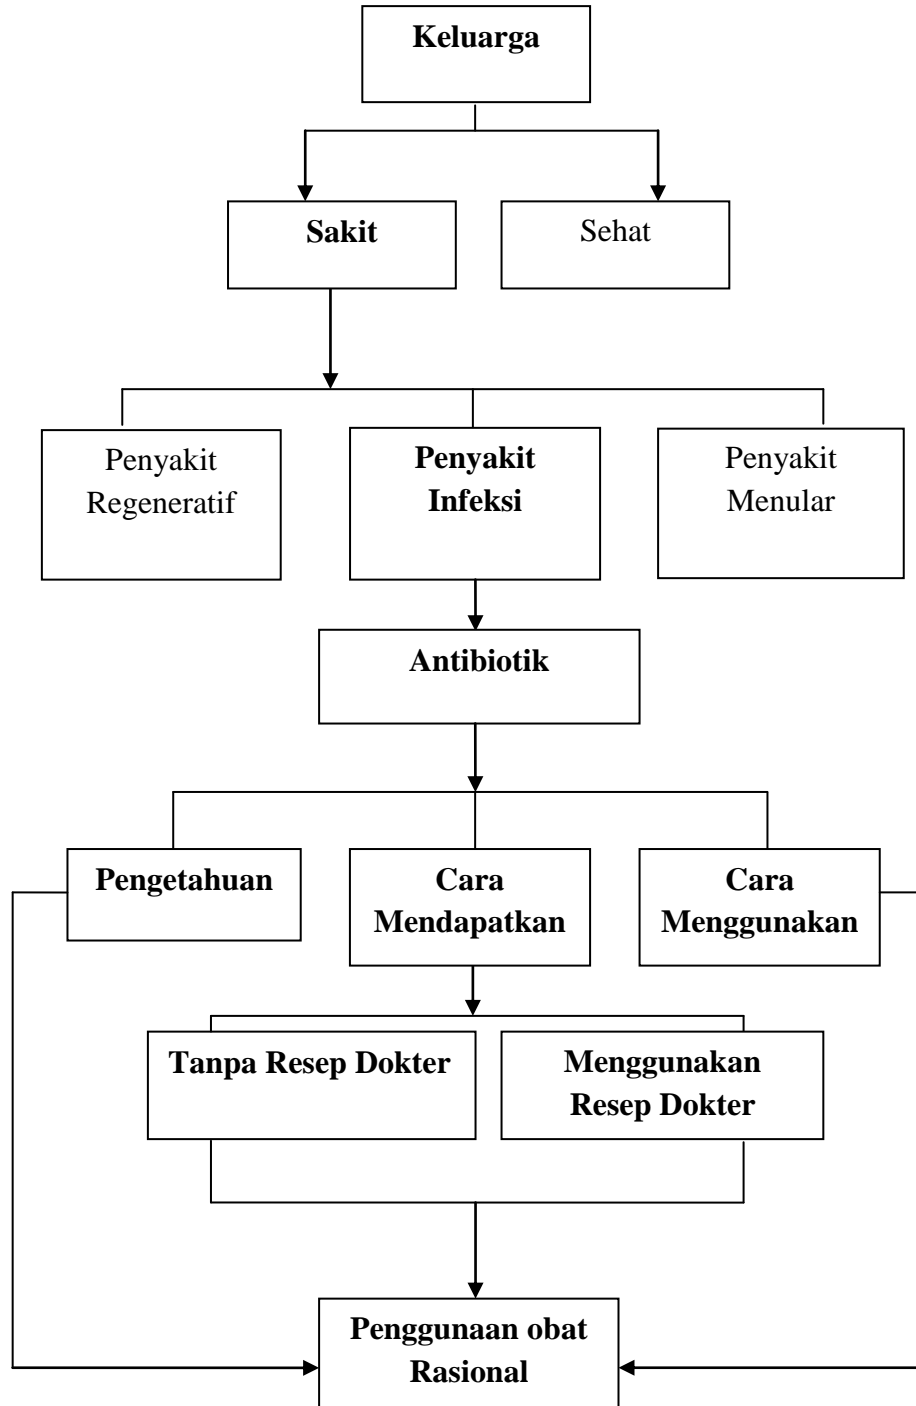 Keluarga
Sakit
Sehat
Penyakit
Regeneratif
Penyakit
Infeksi
Penyakit
Menular
Antibiotik
Pengetahuan
Cara
Mendapatkan
Cara
Menggunakan
Tanpa Resep Dokter
Menggunakan
Resep Dokter
Penggunaan obat
Rasional